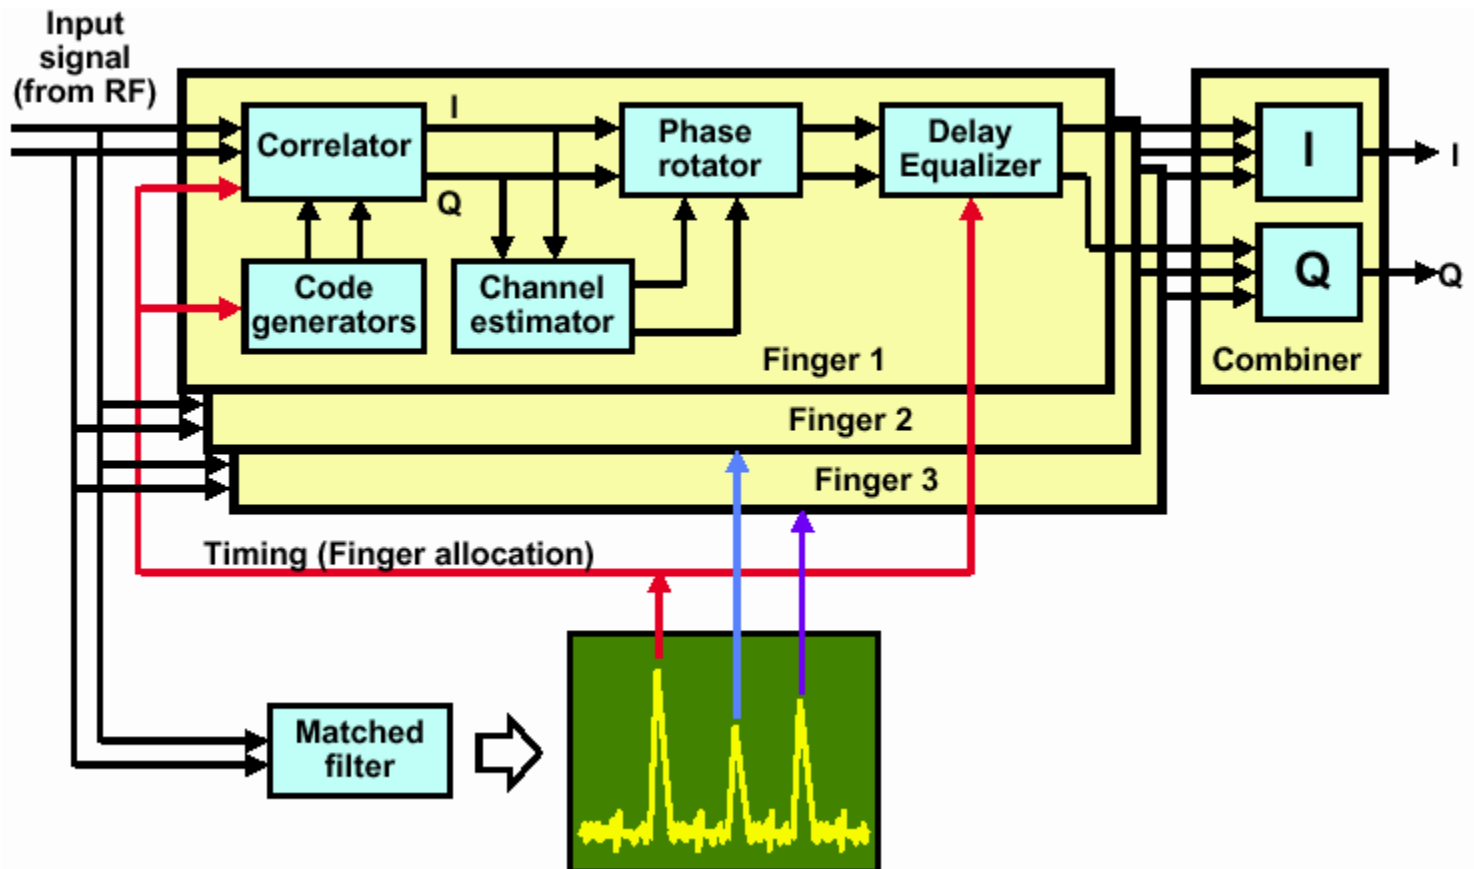 Input
signal
(from RF)
Correlator
I
Q
Phase
rotator
Delay
Equalizer
I
I
Q
Q
Code
generators
Channel
estimator
Combiner
Finger 1
Finger 2
Finger 3
Timing (Finger allocation)
Matched
filter